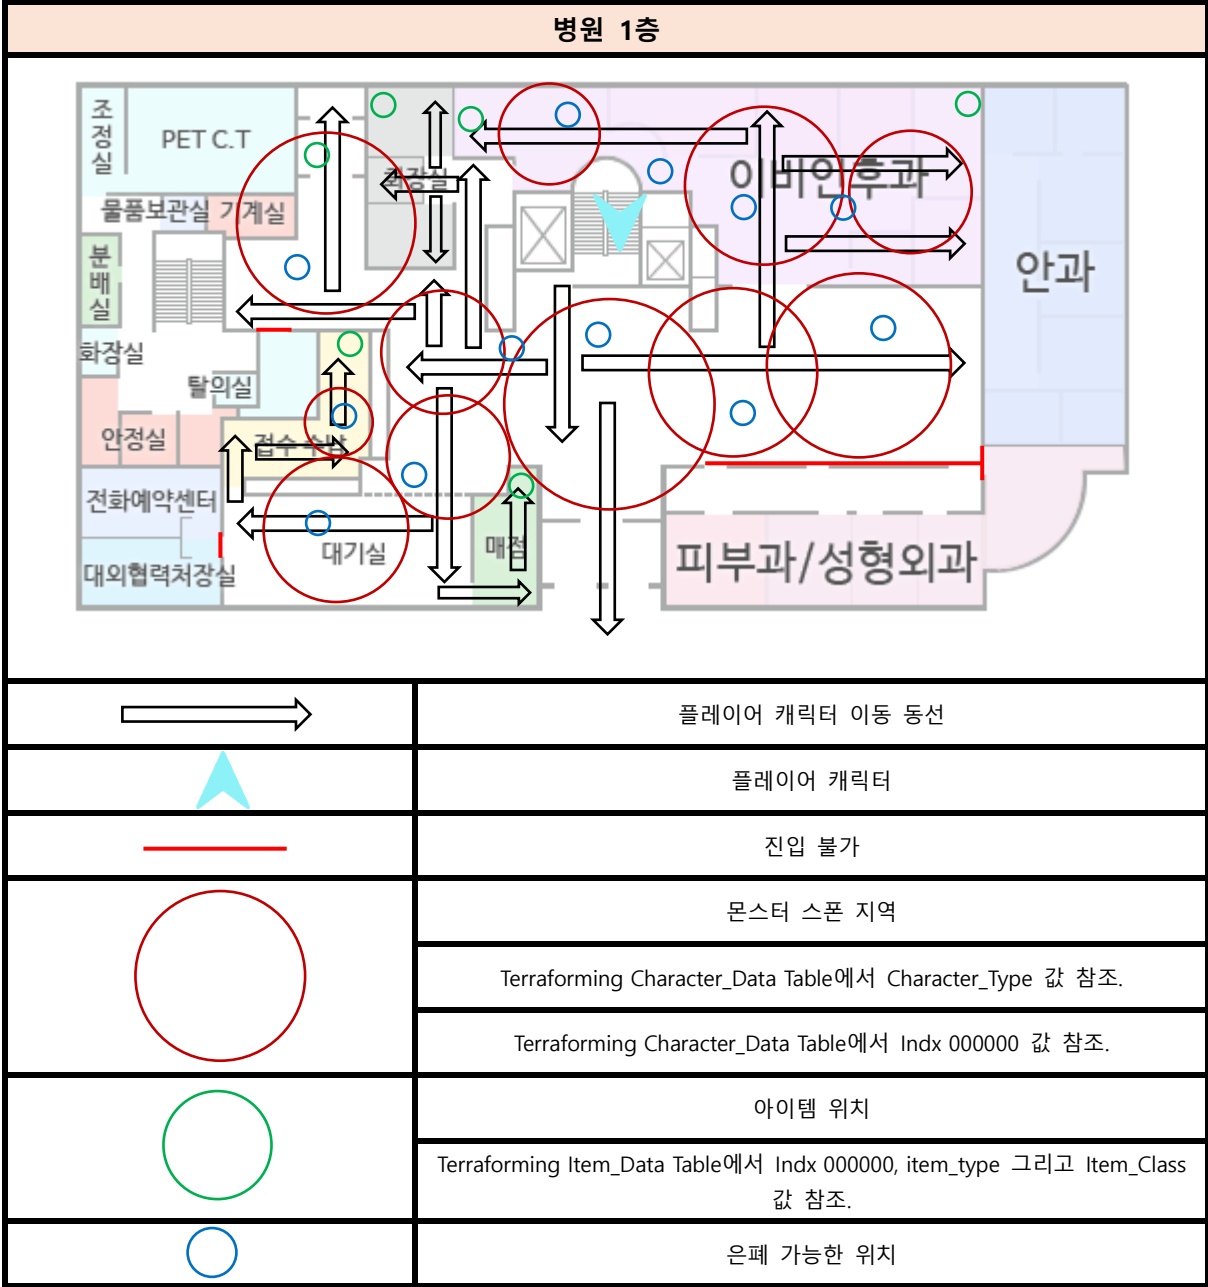 병원 1층
조정실
PET C.T
화장실
이비인후과
물품보관실
기계실
분배실
안과
화장실
탈의실
안정실
접수 수납
전화예약센터
대기실
매점
피부과/성형외과
대외협력처장실
플레이어 캐릭터 이동 동선
플레이어 캐릭터
진입 불가
몬스터 스폰 지역
Terraforming Character_Data Table에서 Character_Type 값 참조.
Terraforming Character_Data Table에서 Indx 000000 값 참조.
아이템 위치
Terraforming Item_Data Table에서 Indx 000000, item_type 그리고 Item_Class
값 참조.
은폐 가능한 위치